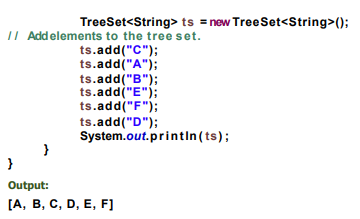 TreeSet<String> ts = new TreeSet<String>();
// Add elements to the tree set.
ts.add("C");
ts.add("A");
ts.add("B");
ts.add("E");
ts.add("F");
ts.add("D");
System.out.println(ts);
}
}
Output:
[A, B, C, D, E, F]